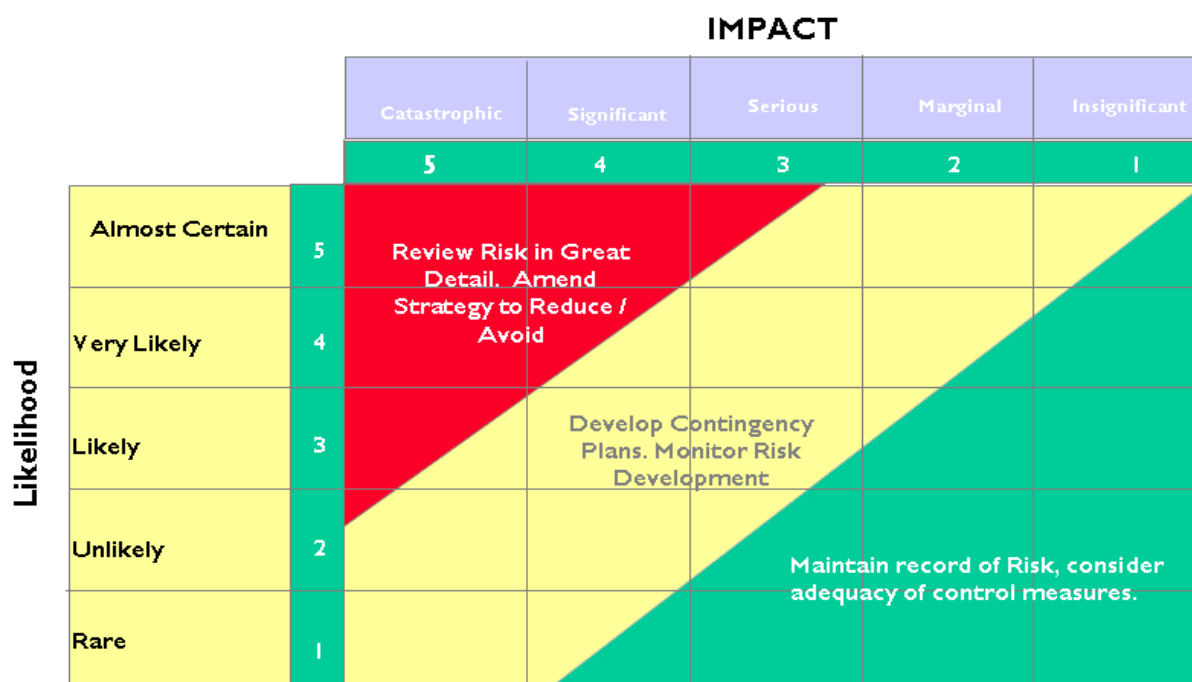 IMPACT
Catastrophic Significant Serious Marginal Insignificant
5 4 3 2 1
Likelihood
Almost Certain 5
Very Likely 4
Likely 3
Unlikely 2
Rare 1
Review Risk in Great
Detail. Amend
Strategy to Reduce /
Avoid
Develop Contingency
Plans. Monitor Risk
Development
Maintain record of Risk, consider
adequacy of control measures.